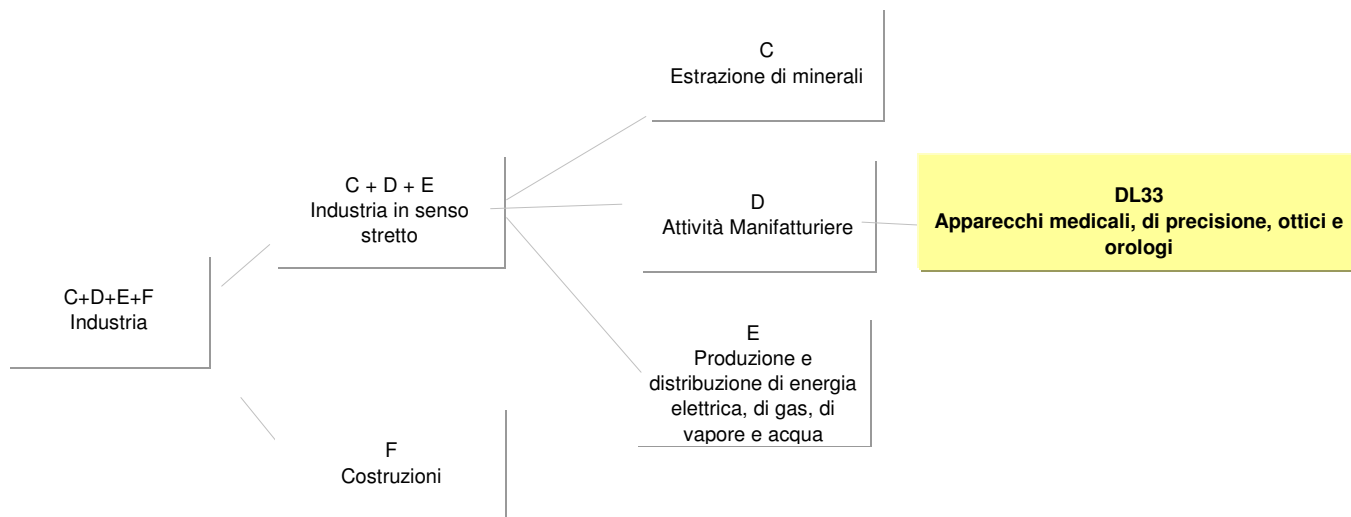 C+D+E+F
Industria
C + D + E
Industria in senso
stretto
F
Costruzioni
C
Estrazione di minerali
D
Attività Manifatturiere
E
Produzione e
distribuzione di energia
elettrica, di gas, di
vapore e acqua
DL33
Apparecchi medicali, di precisione, ottici e
orologi